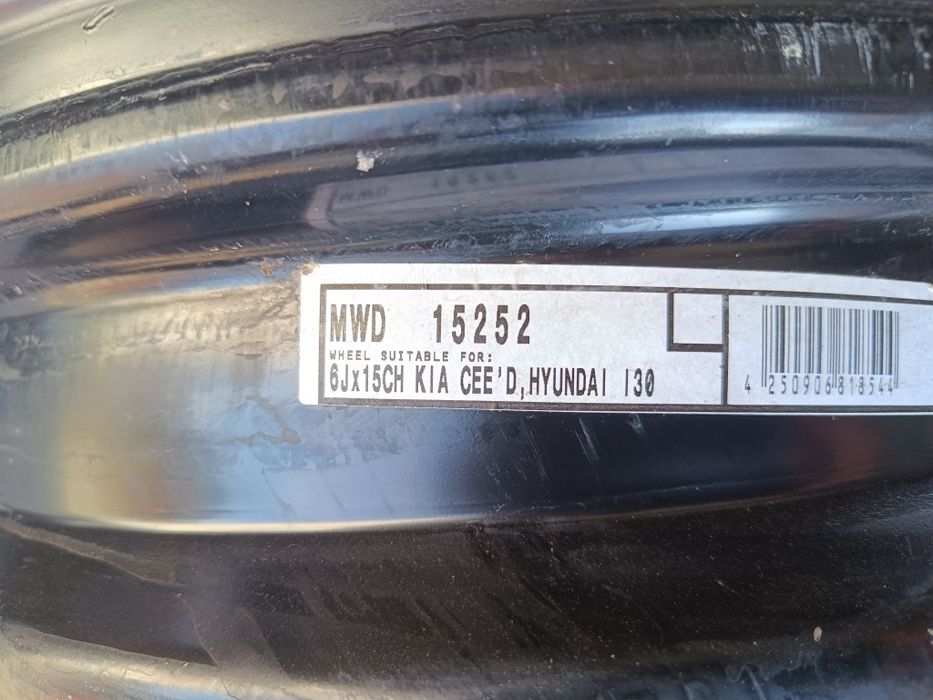 MWD 15252
WHEEL SUITABLE FOR:
6Jx15CH KIA CEE'D,HYUNDAI I30
4 250906 818544